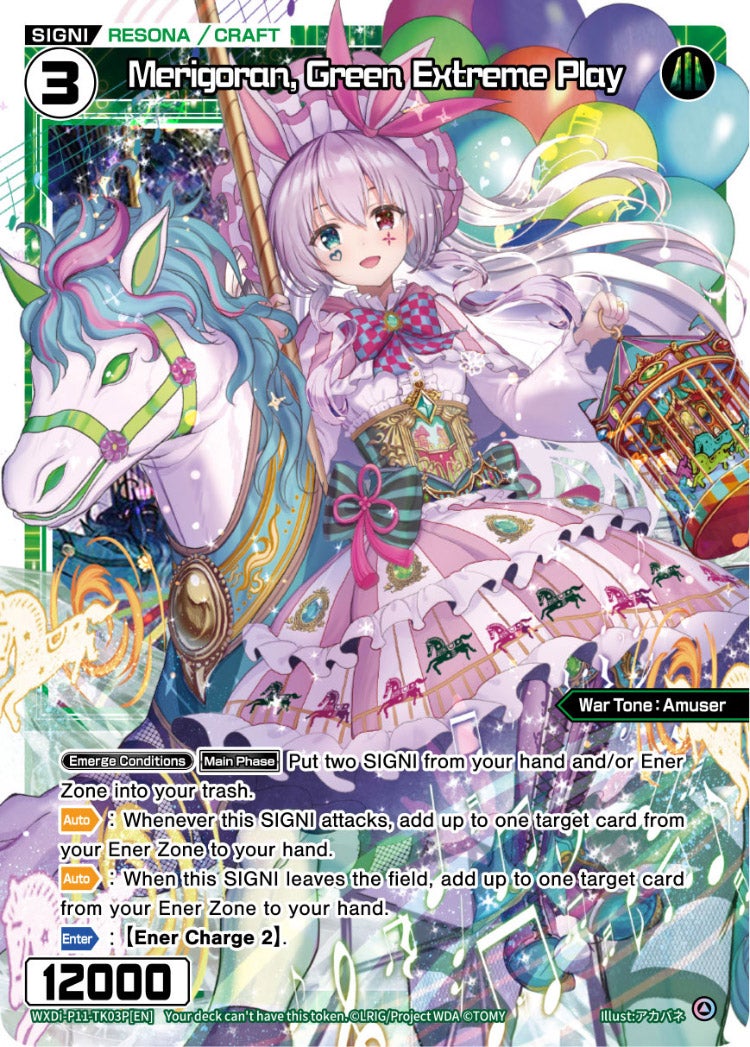 SIGNI RESONA / CRAFT
3 Merigoran, Green Extreme Play
War Tone : Amuser
Emerge Conditions Main Phase Put two SIGNI from your hand and/or Ener
Zone into your trash.
Auto : Whenever this SIGNI attacks, add up to one target card from
your Ener Zone to your hand.
Auto : When this SIGNI leaves the field, add up to one target card
from your Ener Zone to your hand.
Enter : 【Ener Charge 2】.
12000
WXDi-P11-TK03P[EN] Your deck can't have this token. ©LRIG/Project WDA ©TOMY Illust:アカバネ